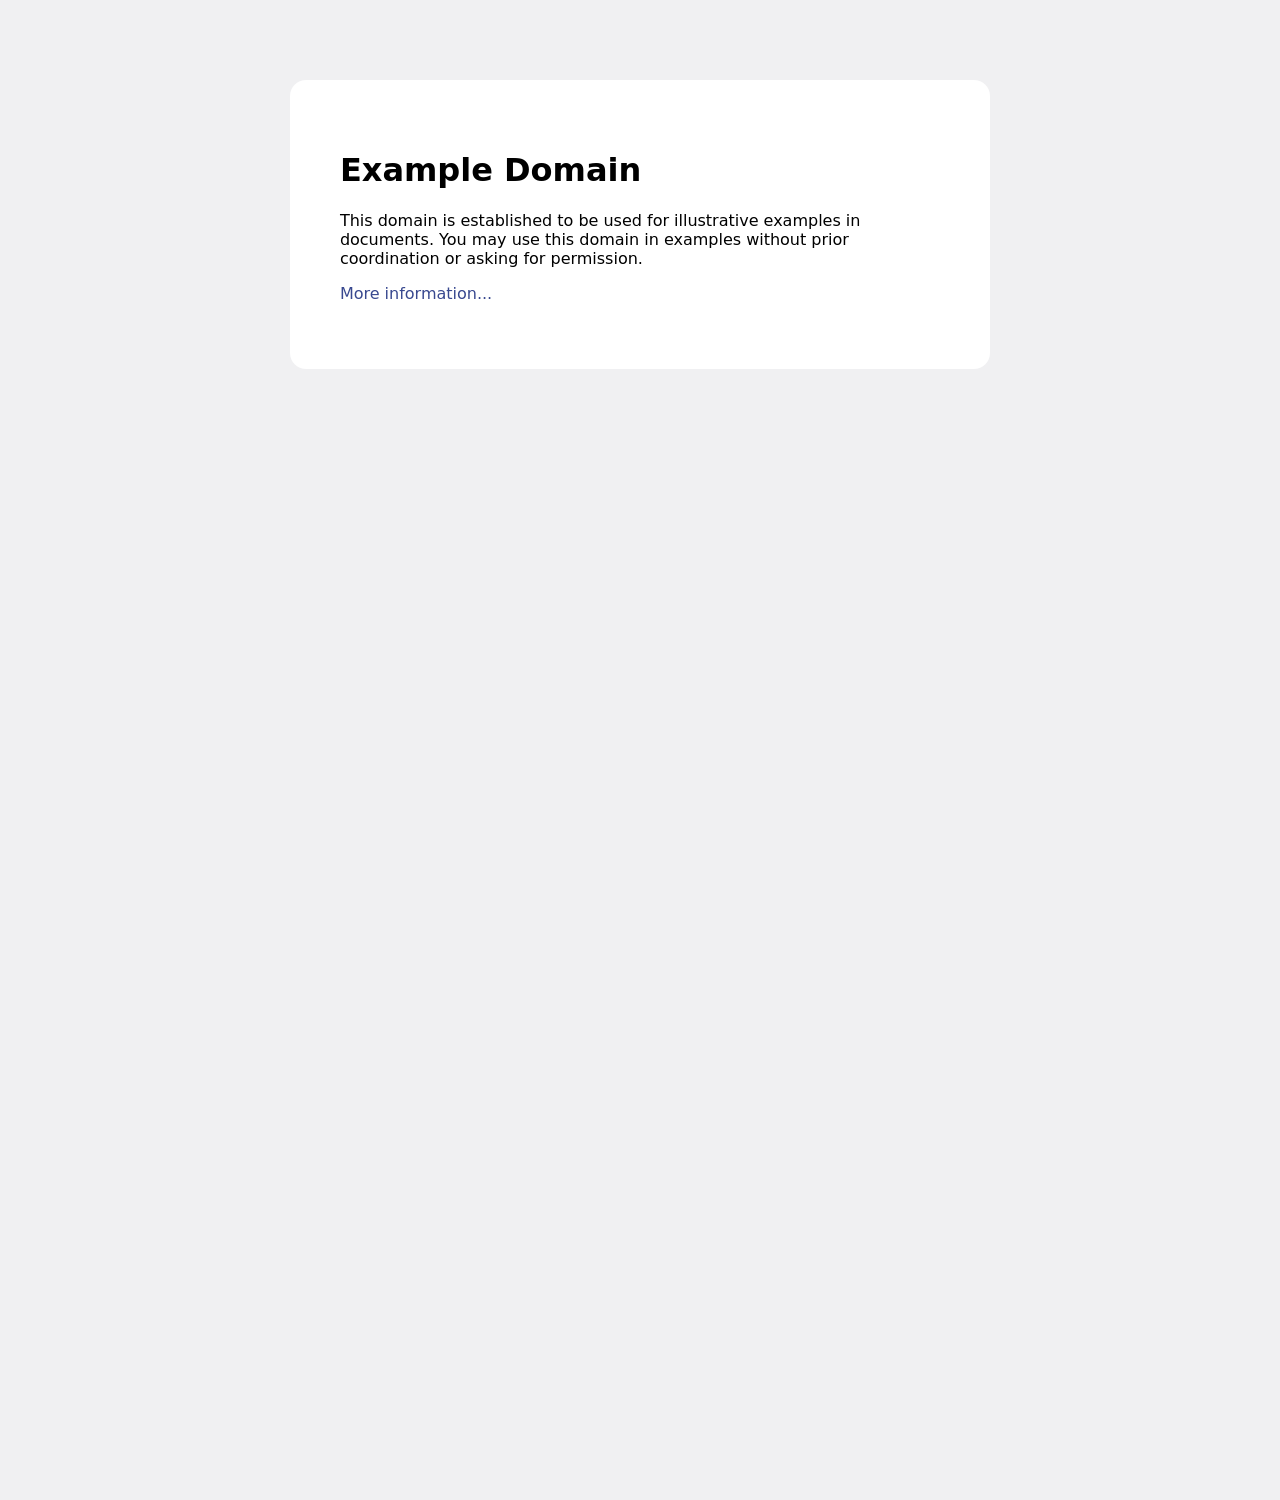 Example Domain
This domain is established to be used for illustrative examples in
documents. You may use this domain in examples without prior
coordination or asking for permission.
More information...